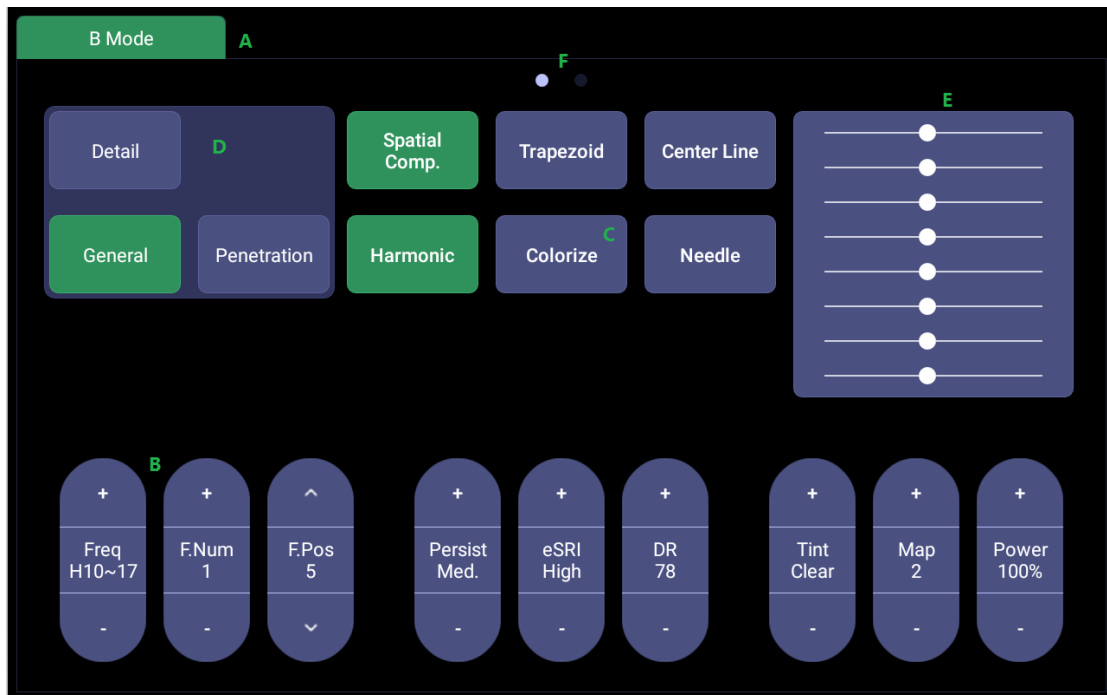 B Mode
A
F
E
Detail
D
Spatial
Comp.
Trapezoid
Center Line
General
Penetration
Harmonic
Colorize
C
Needle
B
+
+
+
+
+
+
+
+
Freq
H10~17
F.Num
1
F.Pos
5
Persist
Med.
eSRI
High
DR
78
Tint
Clear
Map
2
Power
100%
-
-
-
-
-
-
-
-